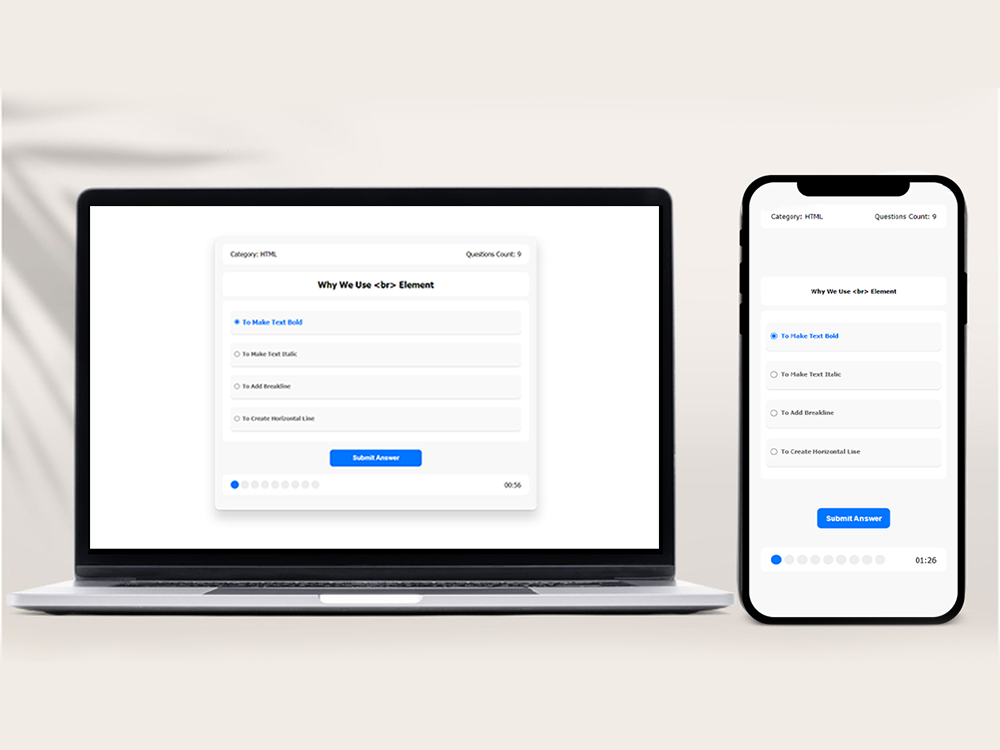 Category: HTML
Questions Count: 9
Why We Use <br> Element
To Make Text Bold
To Make Text Italic
To Add Breakline
To Create Horizontal Line
Submit Answer
00:56
Category: HTML
Questions Count: 9
Why We Use <br> Element
To Make Text Bold
To Make Text Italic
To Add Breakline
To Create Horizontal Line
Submit Answer
01:26